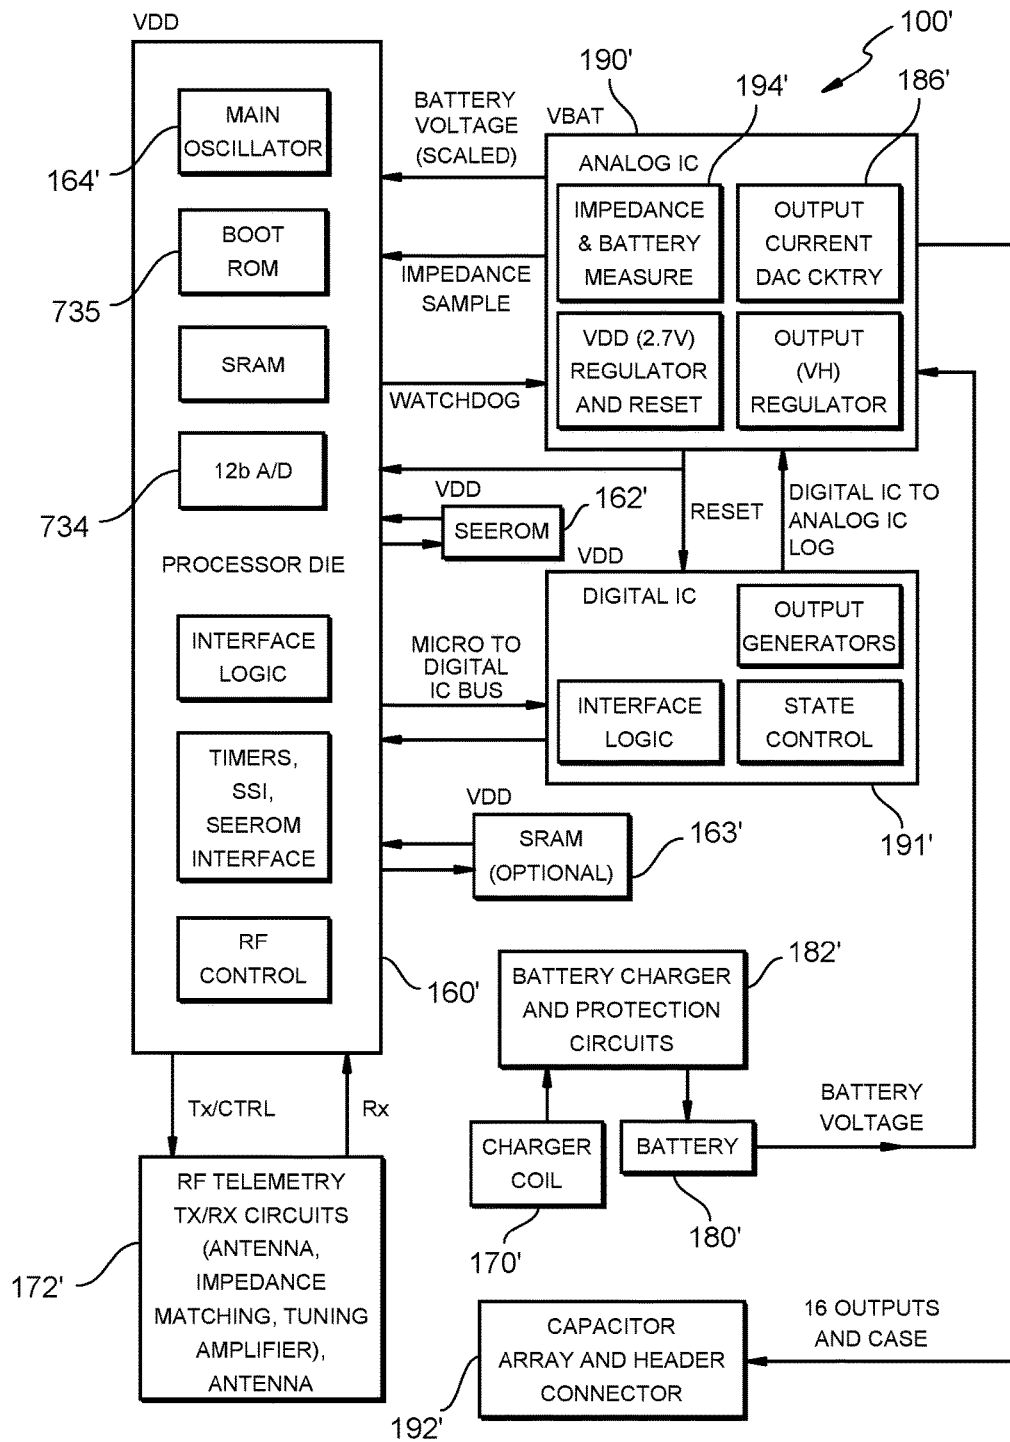 VDD
100'
190'
194'
186'
MAIN
OSCILLATOR
164'
BATTERY
VOLTAGE
(SCALED)
VBAT
ANALOG IC
IMPEDANCE
& BATTERY
MEASURE
OUTPUT
CURRENT
DAC CKTRY
BOOT
ROM
735
IMPEDANCE
SAMPLE
VDD (2.7V)
REGULATOR
AND RESET
OUTPUT
(VH)
REGULATOR
SRAM
WATCHDOG
12b A/D
734
VDD
SEEROM
162'
RESET
DIGITAL IC TO
ANALOG IC
LOG
PROCESSOR DIE
VDD
DIGITAL IC
OUTPUT
GENERATORS
INTERFACE
LOGIC
MICRO TO
DIGITAL
IC BUS
INTERFACE
LOGIC
STATE
CONTROL
191'
TIMERS,
SSI,
SEEROM
INTERFACE
VDD
SRAM
(OPTIONAL)
163'
RF
CONTROL
160'
182'
BATTERY CHARGER
AND PROTECTION
CIRCUITS
Tx/CTRL
Rx
CHARGER
COIL
170'
BATTERY
180'
BATTERY
VOLTAGE
RF TELEMETRY
TX/RX CIRCUITS
(ANTENNA,
IMPEDANCE
MATCHING, TUNING
AMPLIFIER),
ANTENNA
172'
CAPACITOR
ARRAY AND HEADER
CONNECTOR
192'
16 OUTPUTS
AND CASE